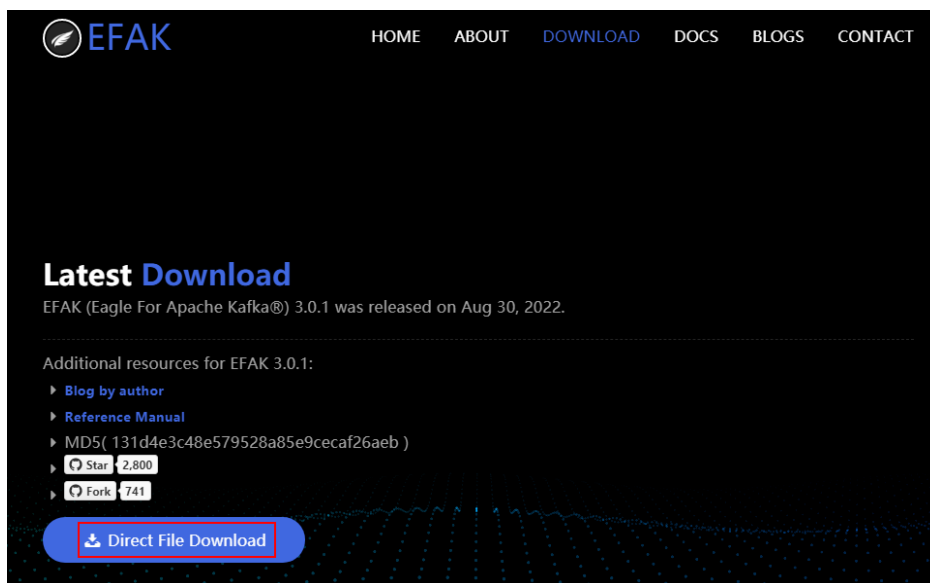 EFAK
HOME ABOUT DOWNLOAD DOCS BLOGS CONTACT
Latest Download
EFAK (Eagle For Apache Kafka®) 3.0.1 was released on Aug 30, 2022.
Additional resources for EFAK 3.0.1:
Blog by author
Reference Manual
MD5( 131d4e3c48e579528a85e9cecaf26aeb )
Star 2,800
Fork 741
Direct File Download